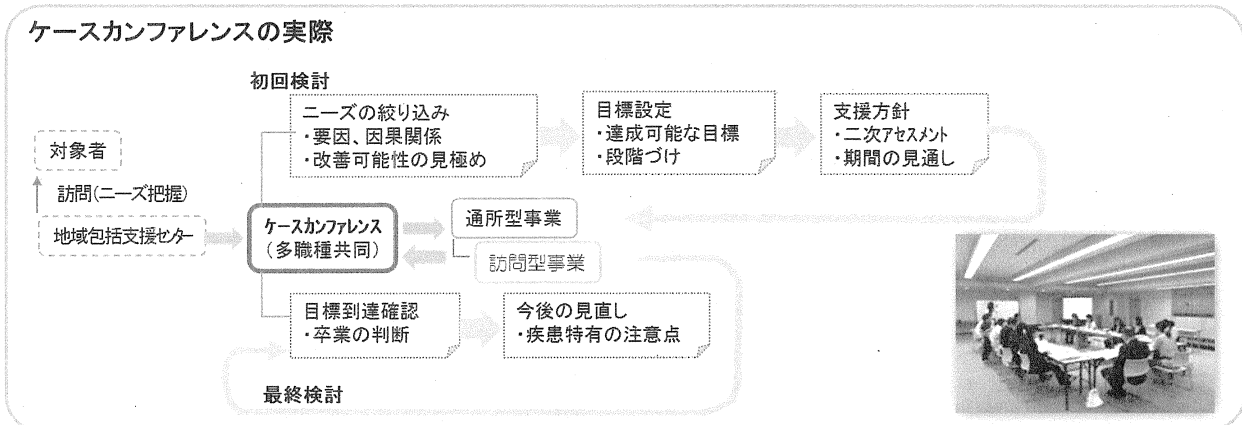 ケースカンファレンスの実際
初回検討
ニーズの絞り込み
・要因、因果関係
・改善可能性の見極め
目標設定
・達成可能な目標
・段階づけ
支援方針
・二次アセスメント
・期間の見通し
対象者
訪問(ニーズ把握)
地域包括支援センター
ケースカンファレンス
(多職種共同)
通所型事業
訪問型事業
目標到達確認
・卒業の判断
今後の見直し
・疾患特有の注意点
最終検討